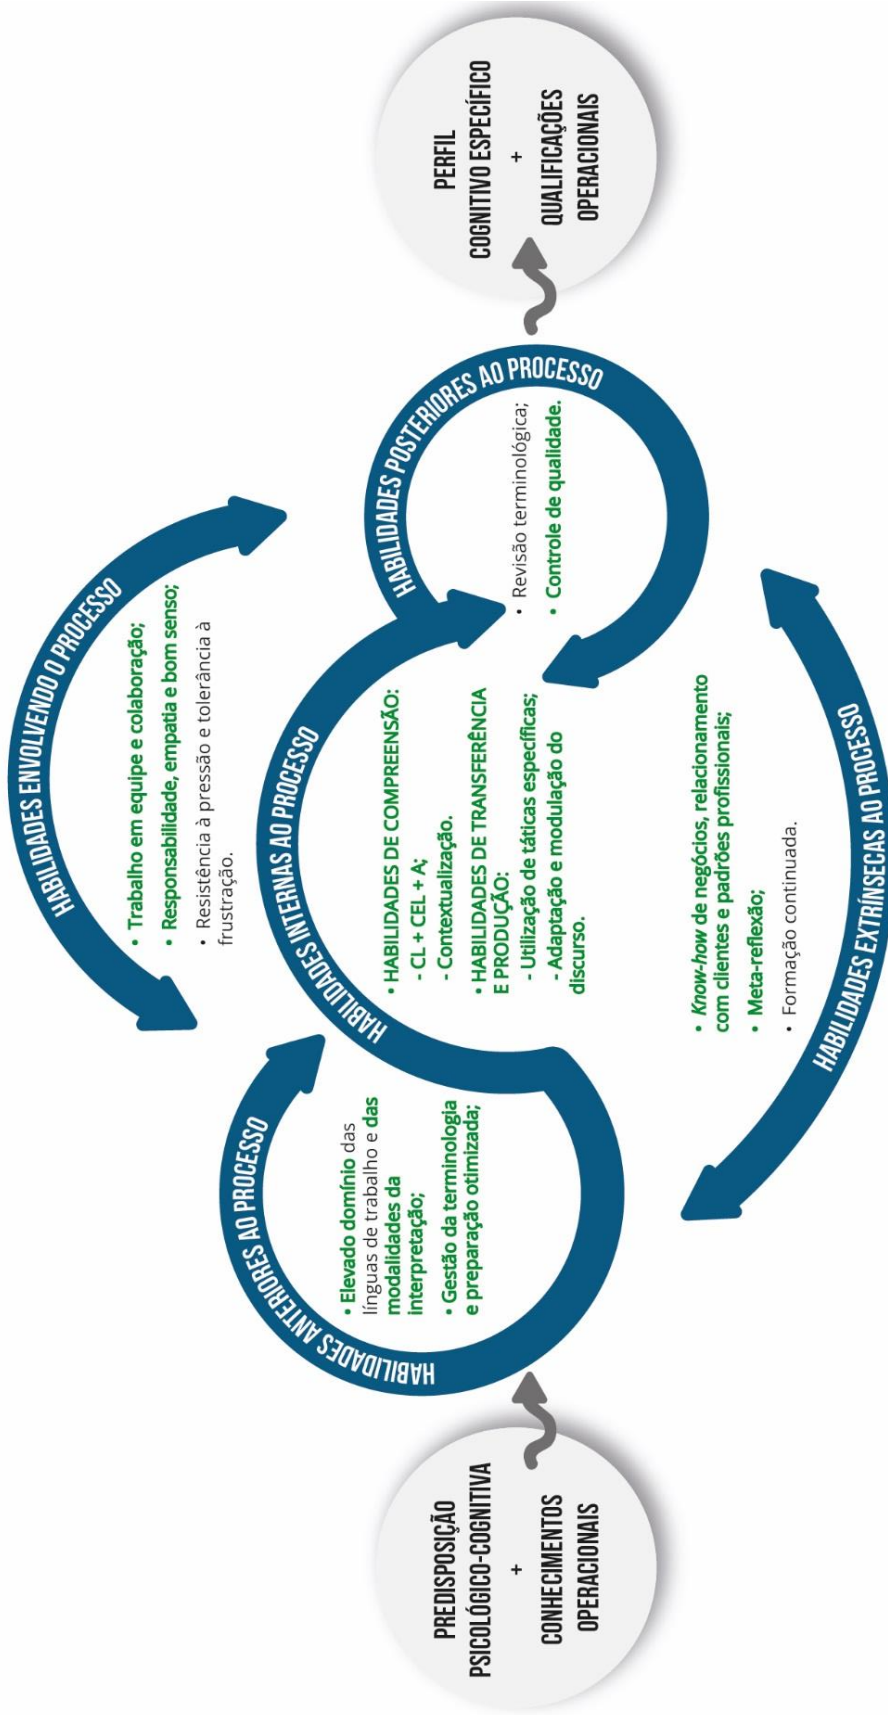 PREDISPOSIÇÃO
PSICOLÓGICO-COGNITIVA
+
CONHECIMENTOS
OPERACIONAIS
HABILIDADES ANTERIORES AO PROCESSO
• Elevado domínio das
línguas de trabalho e das
modalidades da
interpretação;
• Gestão da terminologia
e preparação otimizada;
HABILIDADES ENVOLVENDO O PROCESSO
• Trabalho em equipe e colaboração;
• Responsabilidade, empatia e bom senso;
• Resistência à pressão e tolerância à
frustração.
HABILIDADES INTERNAS AO PROCESSO
• HABILIDADES DE COMPREENSÃO:
- CL + CEL + A;
- Contextualização.
• HABILIDADES DE TRANSFERÊNCIA
E PRODUÇÃO:
- Utilização de táticas específicas;
- Adaptação e modulação do
discurso.
HABILIDADES POSTERIORES AO PROCESSO
• Revisão terminológica;
• Controle de qualidade.
• Know-how de negócios, relacionamento
com clientes e padrões profissionais;
• Meta-reflexão;
• Formação continuada.
HABILIDADES EXTRÍNSECAS AO PROCESSO
PERFIL
COGNITIVO ESPECÍFICO
+
QUALIFICAÇÕES
OPERACIONAIS